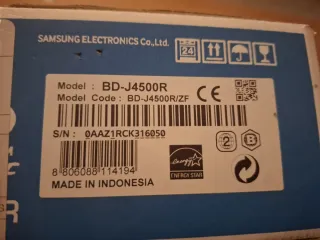 SAMSUNG ELECTRONICS Co.,Ltd.
24
Model : BD-J4500R
Model Code : BD-J4500R/ZF CE
S/N : 0AAZ1RCK316050
2 B
energy
ENERGY STAR
MADE IN INDONESIA
8 806088 114194